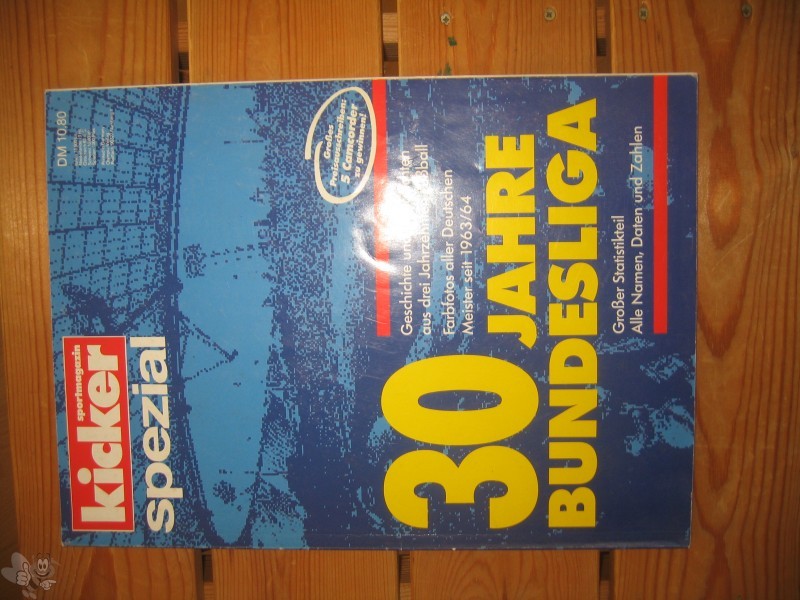 sportmagazin
kicker
spezial
DM 10,80
Großes
Preisausschreiben:
5 Camcorder
zu gewinnen!
Geschichte und
aus drei
Farbfotos aller Deutschen
Meister seit 1963/64
30 JAHRE
BUNDESLIGA
Großer Statistikteil
Alle Namen, Daten und Zahlen